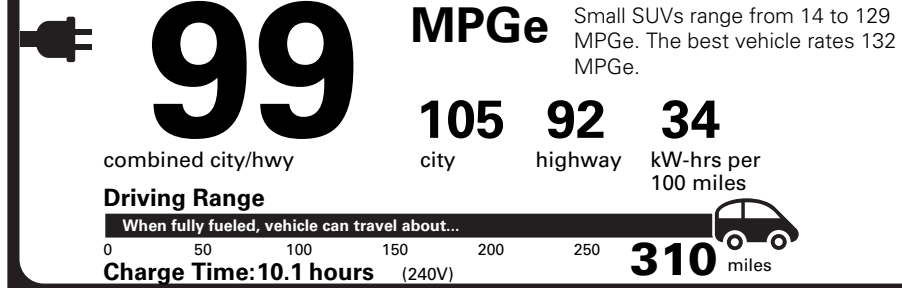 99
MPGe
Small SUVs range from 14 to 129
MPGe. The best vehicle rates 132
MPGe.
105 92 34
combined city/hwy city highway kW-hrs per
100 miles
Driving Range
When fully fueled, vehicle can travel about...
0 50 100 150 200 250 310 miles
Charge Time: 10.1 hours (240V)